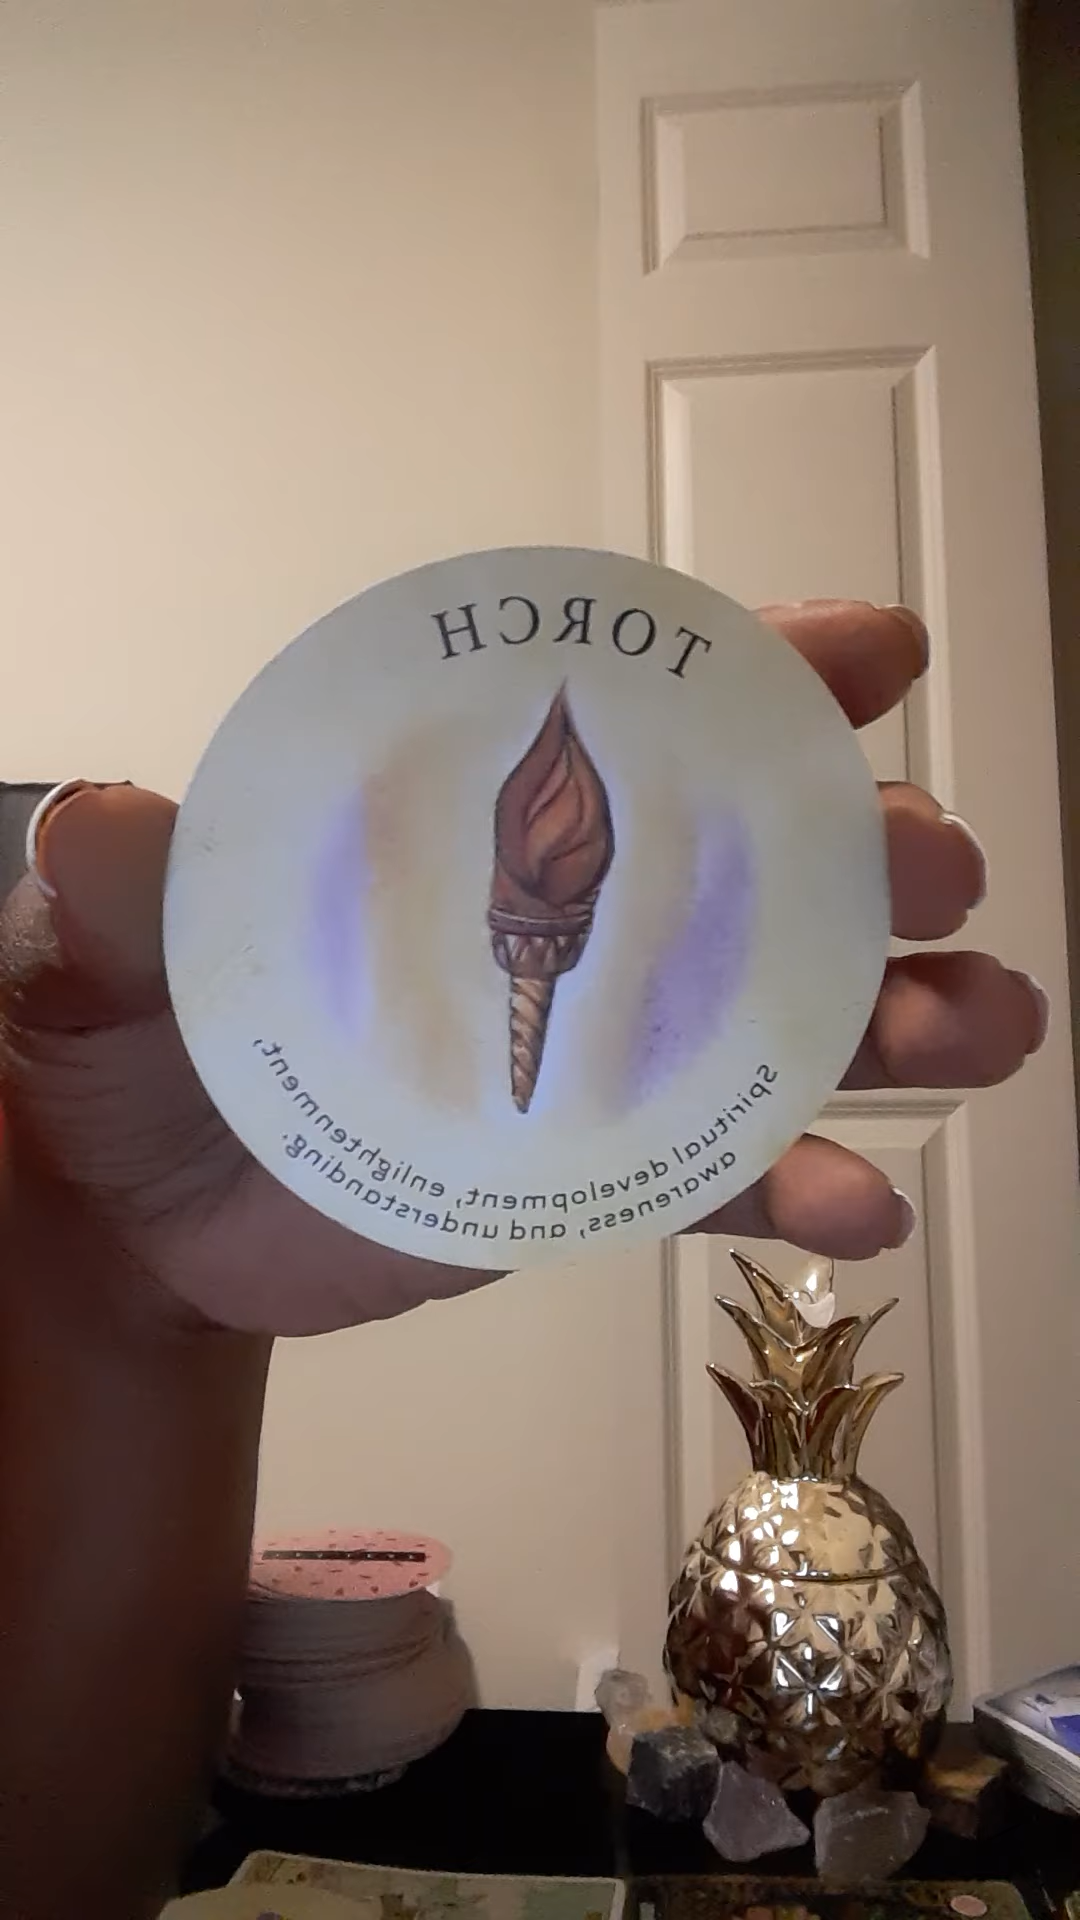 TORCH
Spiritual development, enlightenment,
awareness, and understanding.